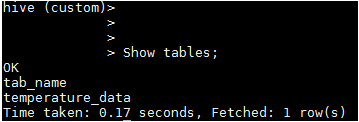 hive (custom)>
>
>
> Show tables;
OK
tab_name
temperature_data
Time taken: 0.17 seconds, Fetched: 1 row(s)